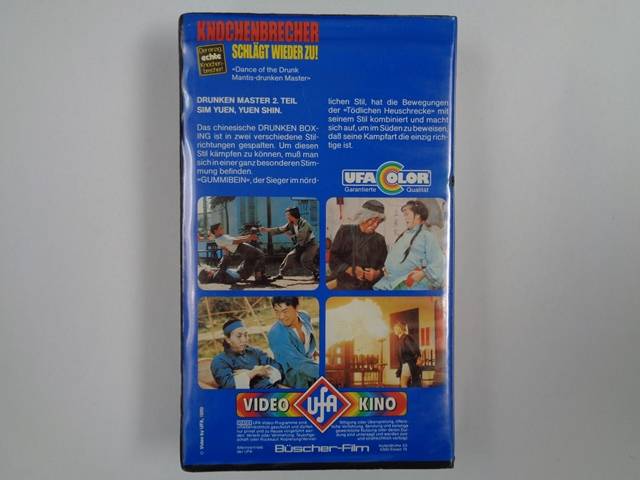 KNOCHENBRECHER
SCHLÄGT WIEDER ZU!
Der einzig
echte
Knochen-
brecher!
»Dance of the Drunk
Mantis-drunken Master«
DRUNKEN MASTER 2. TEIL
SIM YUEN, YUEN SHIN.
Das chinesische DRUNKEN BOX-
ING ist in zwei verschiedene Stil-
richtungen gespalten. Um diesen
Stil kämpfen zu können, muß man
sich in einer ganz besonderen Stim-
mung befinden.
»GUMMIBEIN«, der Sieger im nörd-
lichen Stil, hat die Bewegungen
der »Tödlichen Heuschrecke« mit
seinem Stil kombiniert und macht
sich auf, um im Süden zu beweisen,
daß seine Kampfart die einzig rich-
tige ist.
UFA COLOR
Garantierte Qualität
VIDEO UFA KINO
Büscher-Film